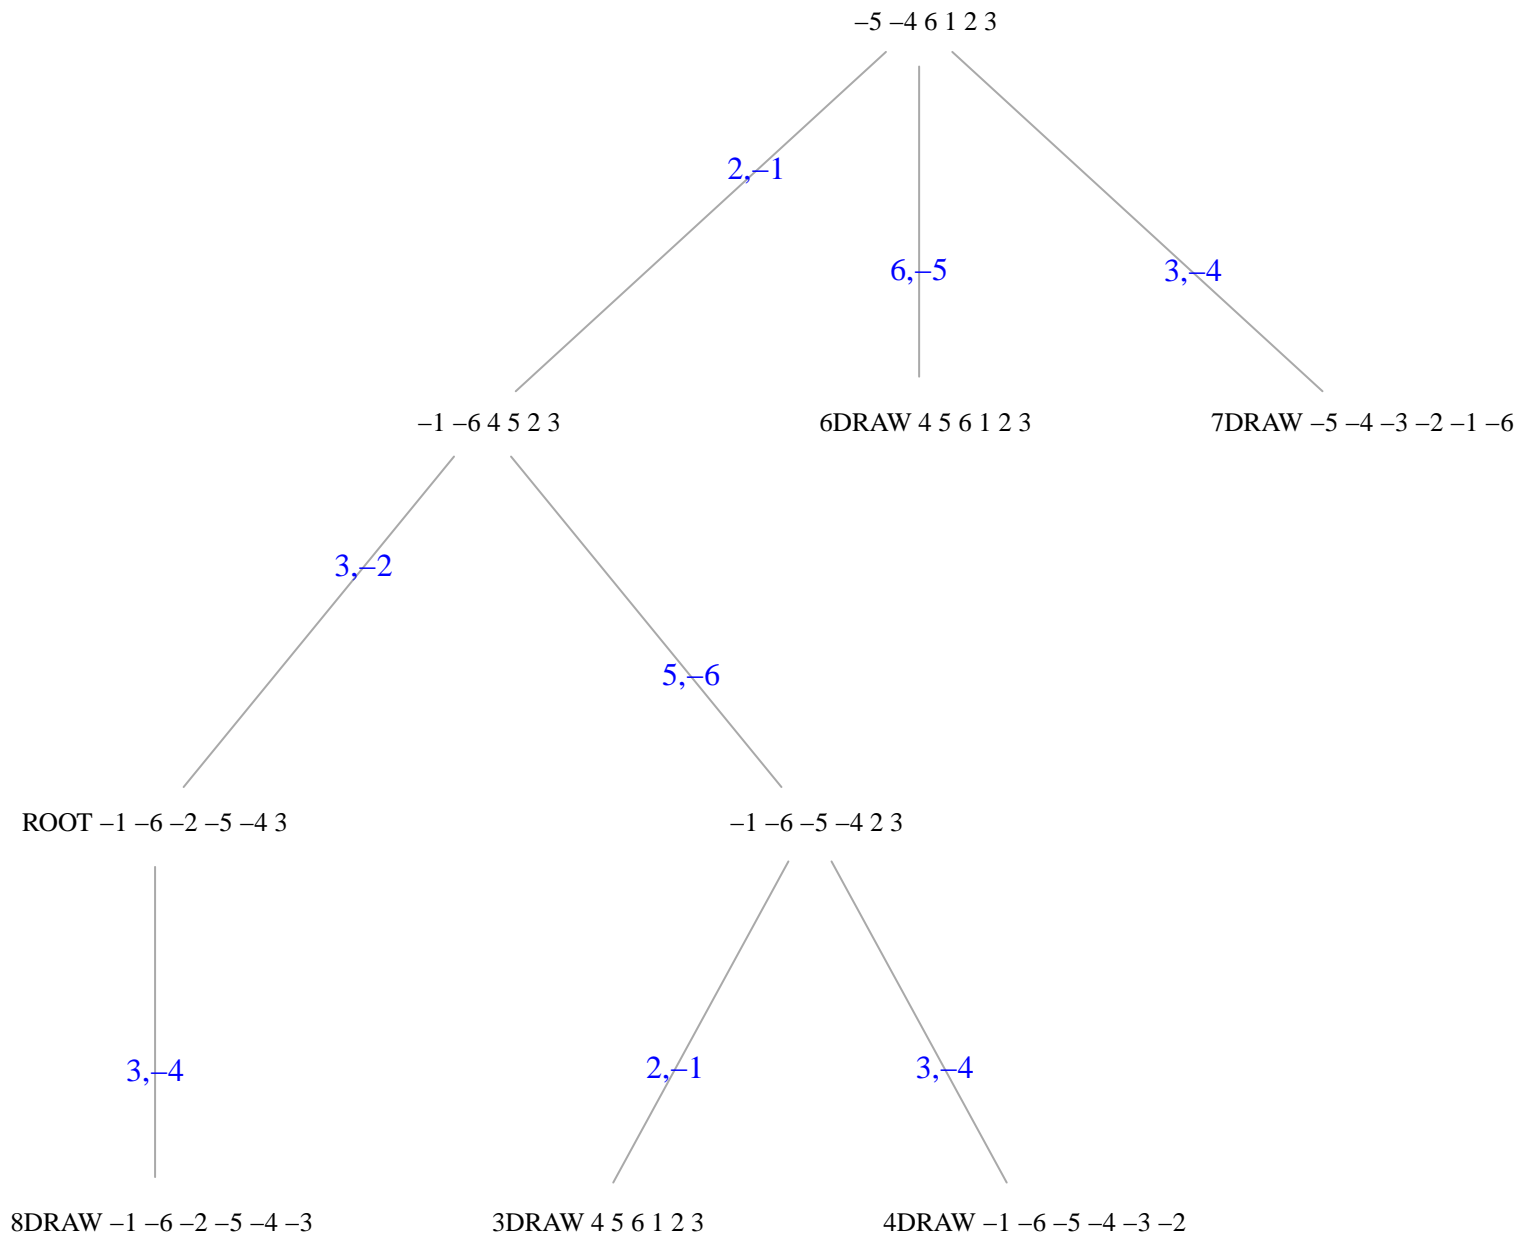 –5 –4 6 1 2 3
2,–1
6,–5
3,–4
–1 –6 4 5 2 3
6DRAW 4 5 6 1 2 3
7DRAW –5 –4 –3 –2 –1 –6
3,–2
5,–6
ROOT –1 –6 –2 –5 –4 3
–1 –6 –5 –4 2 3
3,–4
2,–1
3,–4
8DRAW –1 –6 –2 –5 –4 –3
3DRAW 4 5 6 1 2 3
4DRAW –1 –6 –5 –4 –3 –2